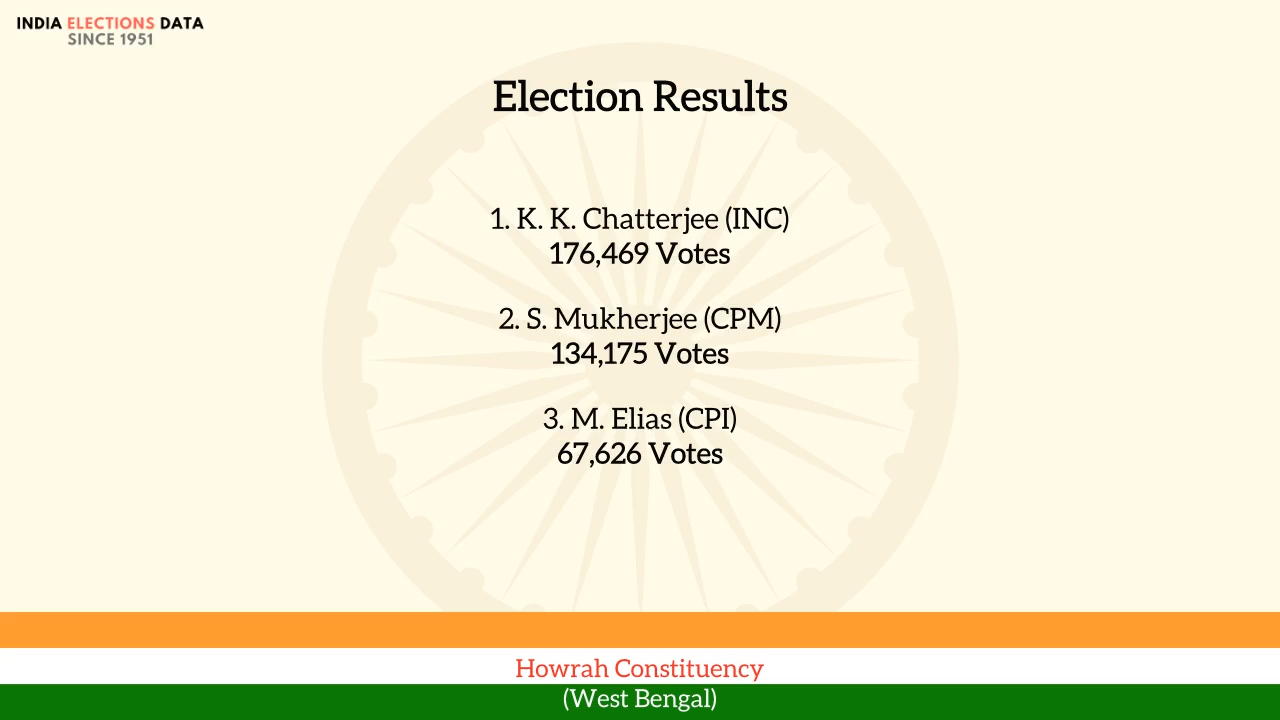 INDIA ELECTIONS DATA
SINCE 1951
Election Results
1. K. K. Chatterjee (INC)
176,469 Votes
2. S. Mukherjee (CPM)
134,175 Votes
3. M. Elias (CPI)
67,626 Votes
Howrah Constituency
(West Bengal)